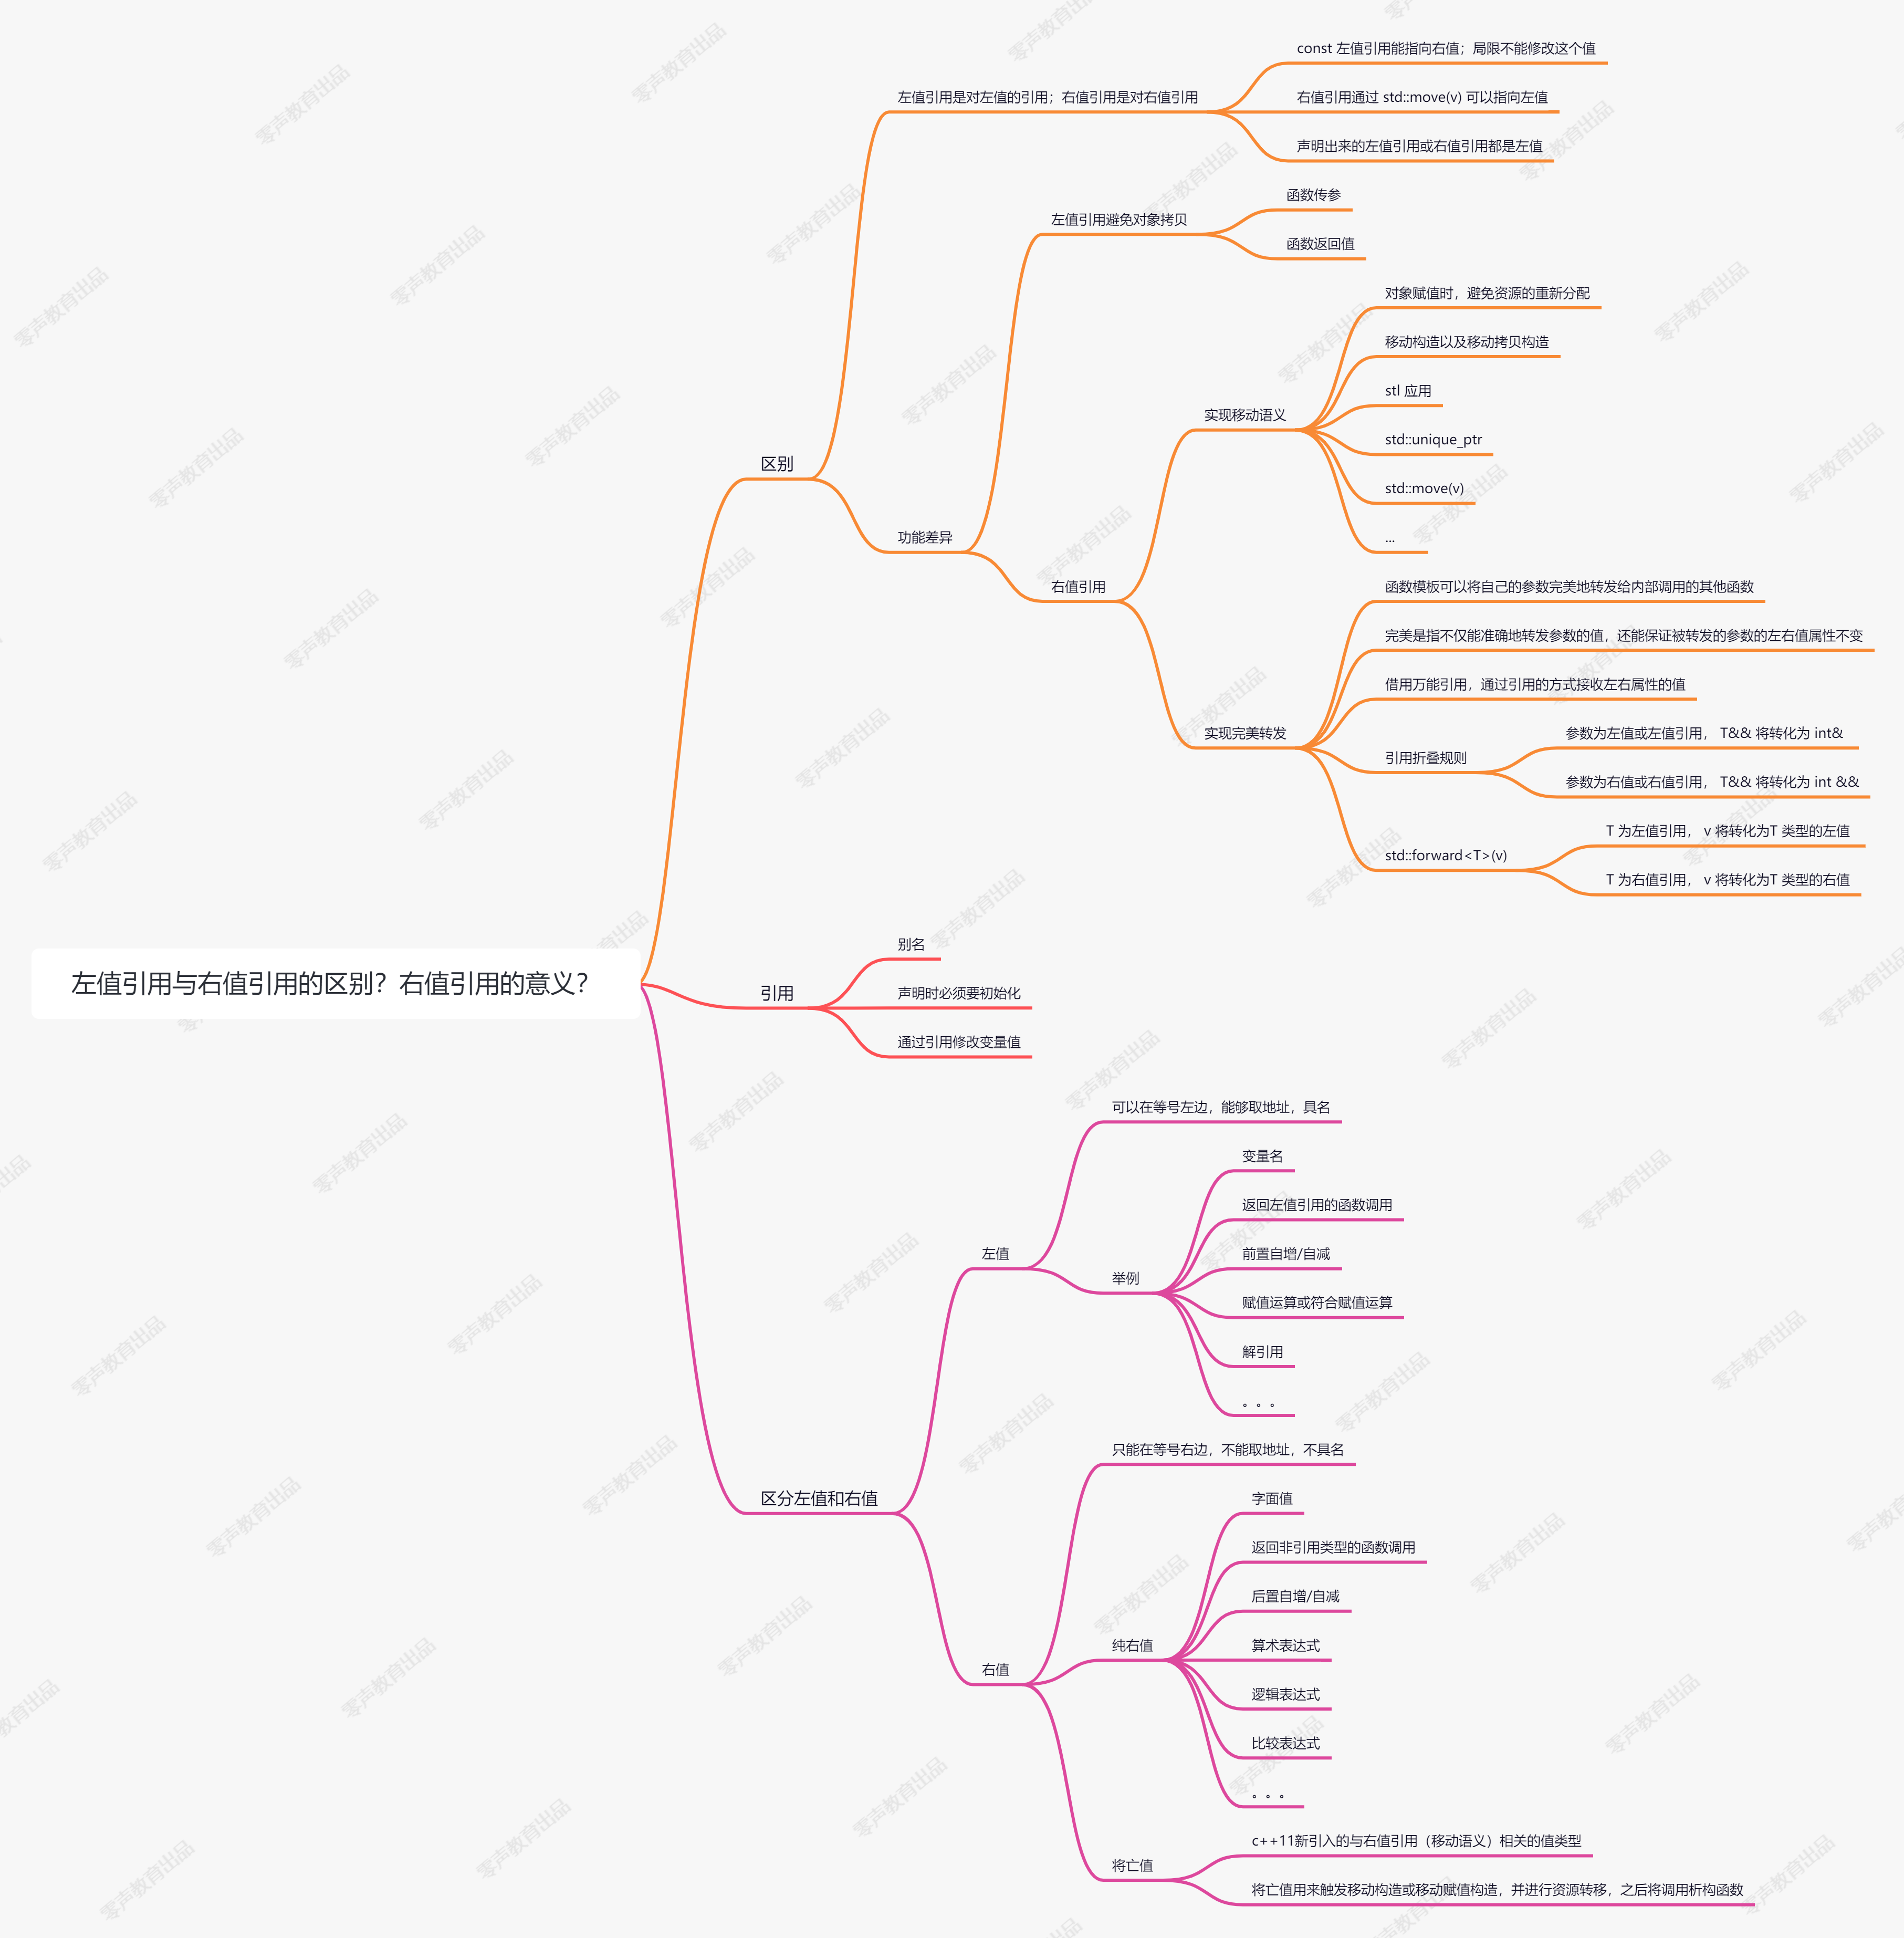 左值引用与右值引用的区别？右值引用的意义？
区别
左值引用是对左值的引用；右值引用是对右值引用
const 左值引用能指向右值；局限不能修改这个值
右值引用通过 std::move(v) 可以指向左值
声明出来的左值引用或右值引用都是左值
功能差异
左值引用避免对象拷贝
函数传参
函数返回值
右值引用
实现移动语义
对象赋值时，避免资源的重新分配
移动构造以及移动拷贝构造
stl 应用
std::unique_ptr
std::move(v)
...
实现完美转发
函数模板可以将自己的参数完美地转发给内部调用的其他函数
完美是指不仅能准确地转发参数的值，还能保证被转发的参数的左右值属性不变
借用万能引用，通过引用的方式接收左右属性的值
引用折叠规则
参数为左值或左值引用， T&& 将转化为 int&
参数为右值或右值引用， T&& 将转化为 int &&
std::forward<T>(v)
T 为左值引用， v 将转化为T 类型的左值
T 为右值引用， v 将转化为T 类型的右值
引用
别名
声明时必须要初始化
通过引用修改变量值
区分左值和右值
左值
可以在等号左边，能够取地址，具名
举例
变量名
返回左值引用的函数调用
前置自增/自减
赋值运算或符合赋值运算
解引用
。。。
右值
只能在等号右边，不能取地址，不具名
纯右值
字面值
返回非引用类型的函数调用
后置自增/自减
算术表达式
逻辑表达式
比较表达式
。。。
将亡值
c++11新引入的与右值引用（移动语义）相关的值类型
将亡值用来触发移动构造或移动赋值构造，并进行资源转移，之后将调用析构函数
零声教育出品